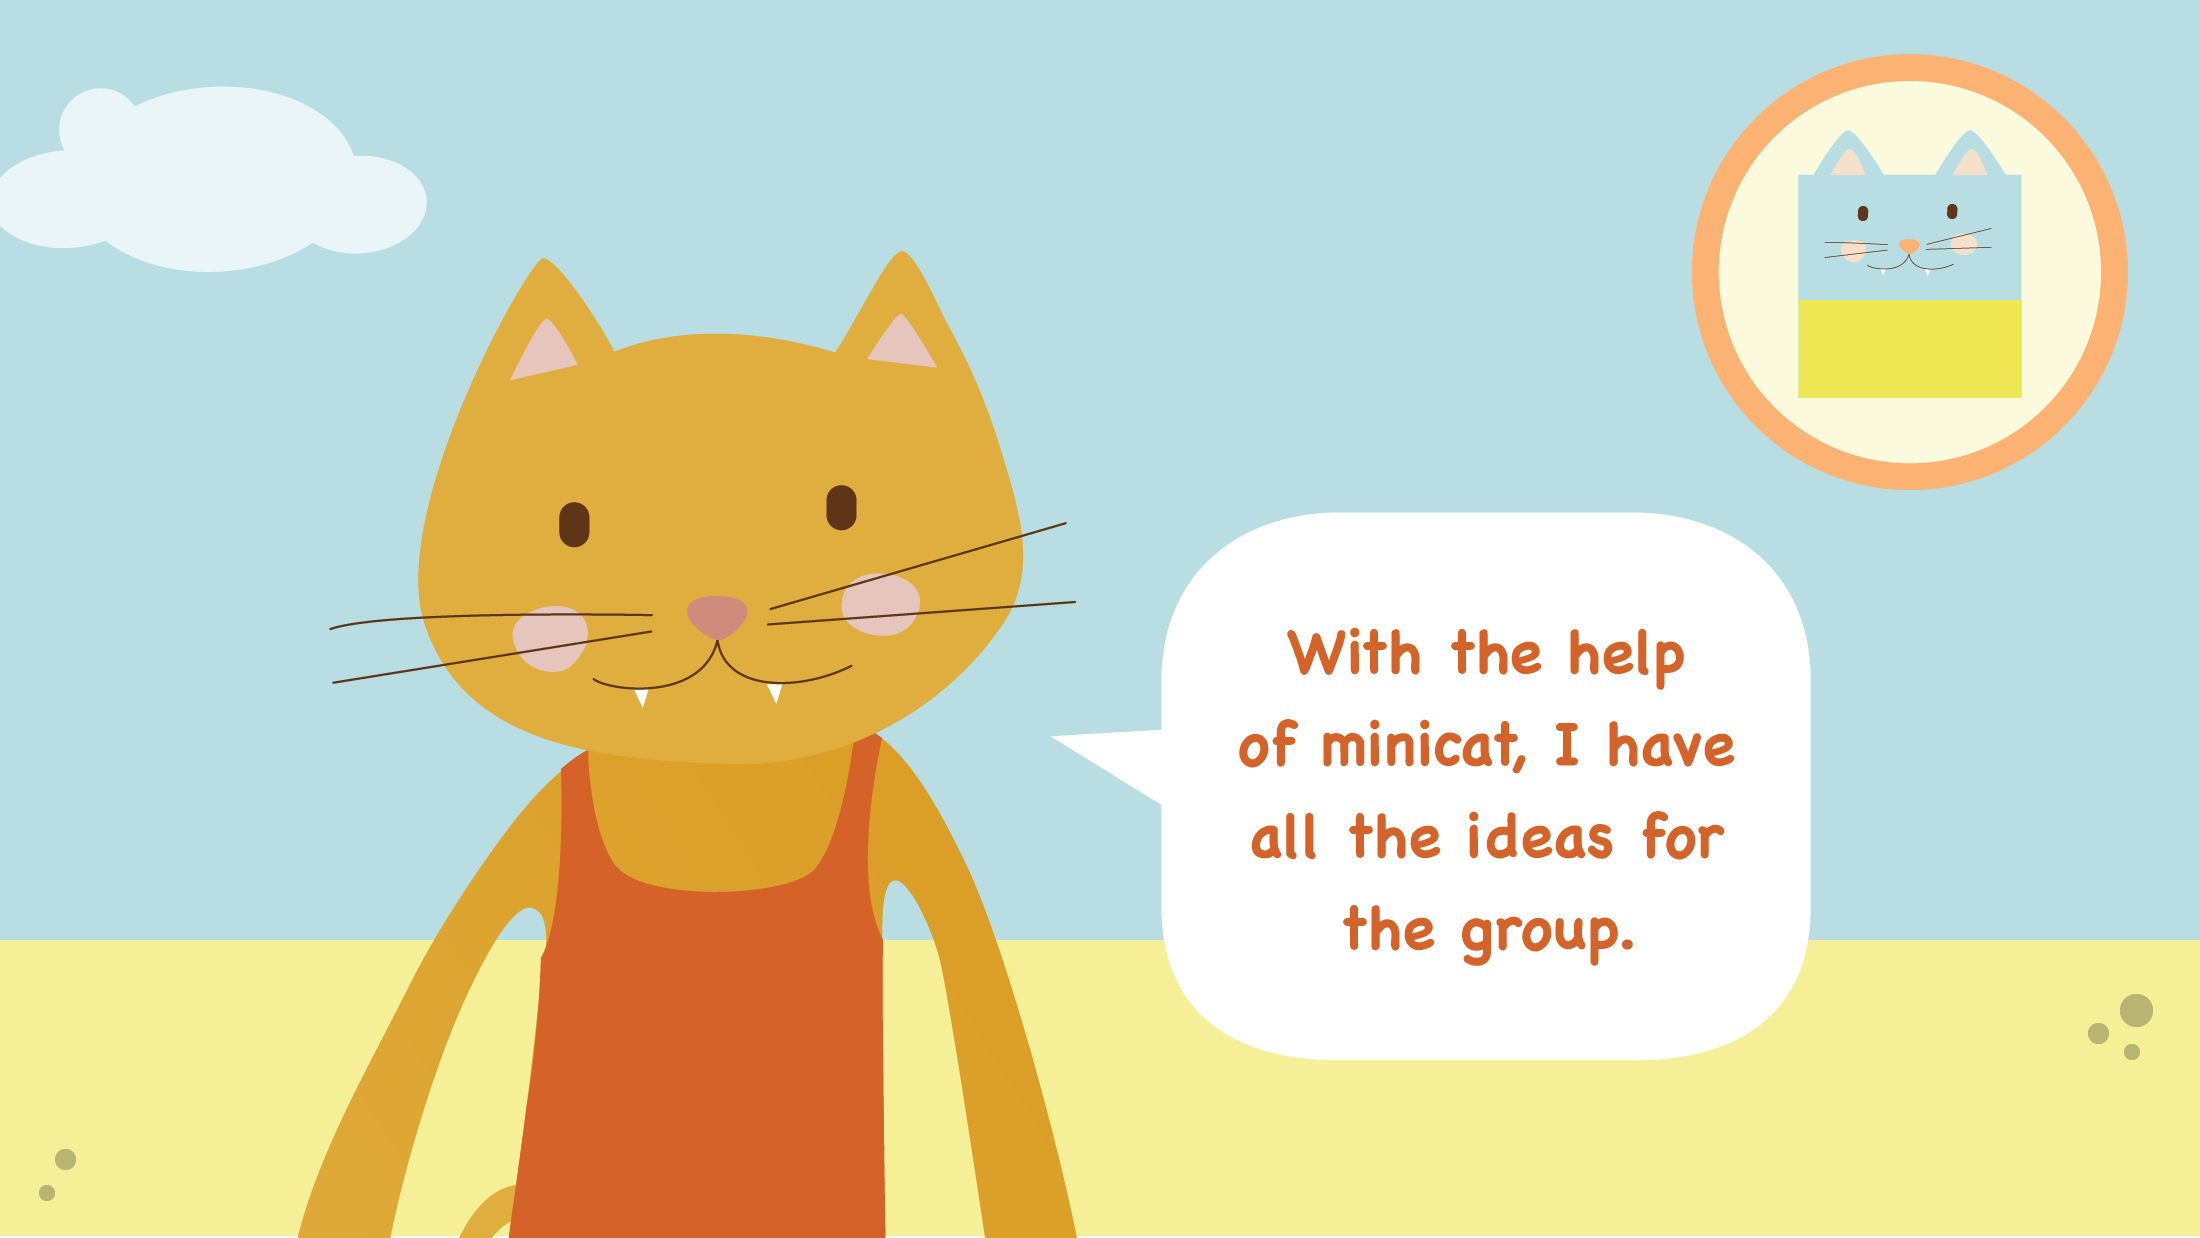 With the help
of minicat, I have
all the ideas for
the group.